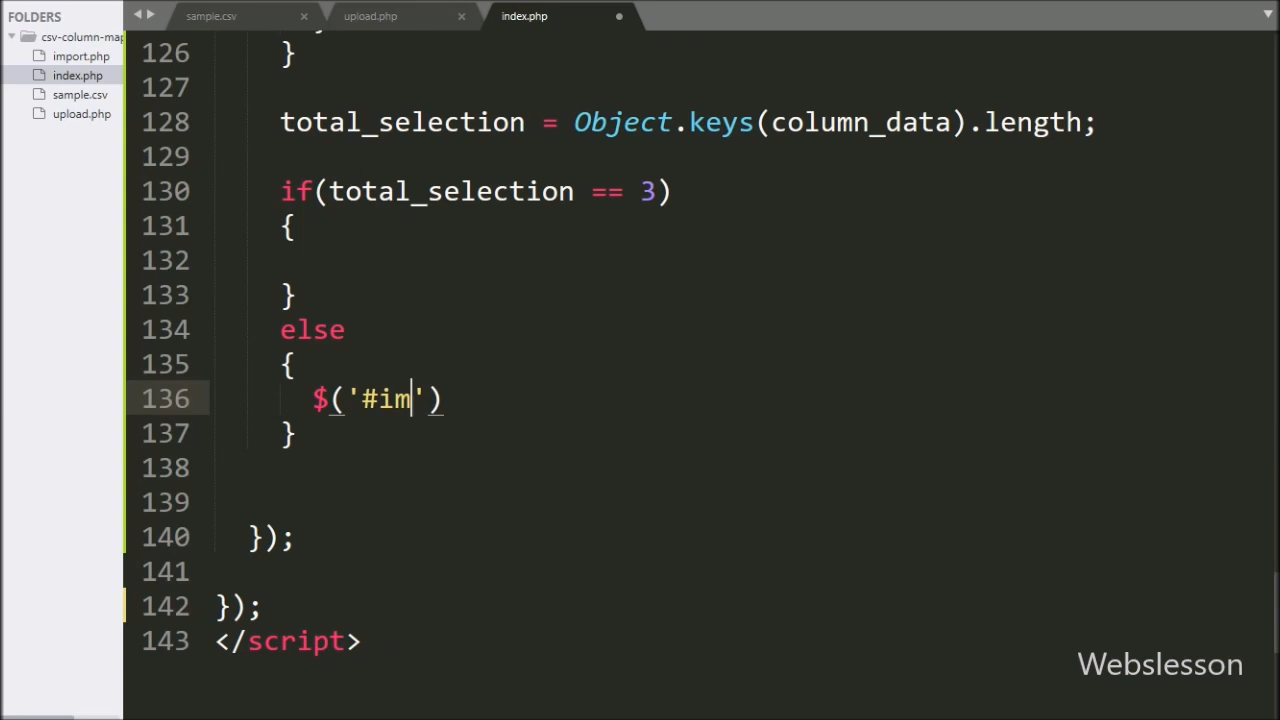 FOLDERS
csv-column-map
import.php
index.php
sample.csv
upload.php
sample.csv × upload.php × index.php
126 }
127
128 total_selection = Object.keys(column_data).length;
129
130 if(total_selection == 3)
131 {
132
133 }
134 else
135 {
136 $('#im')
137 }
138
139
140 });
141
142 });
143 </script>
Webslesson